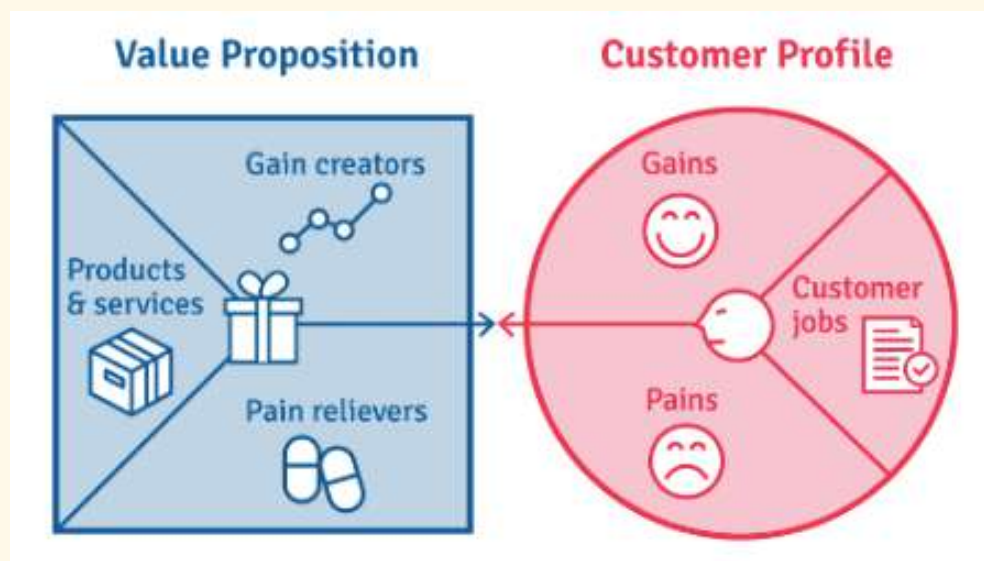 Value Proposition
Customer Profile
Gain creators
Products
& services
Pain relievers
Gains
Customer
jobs
Pains